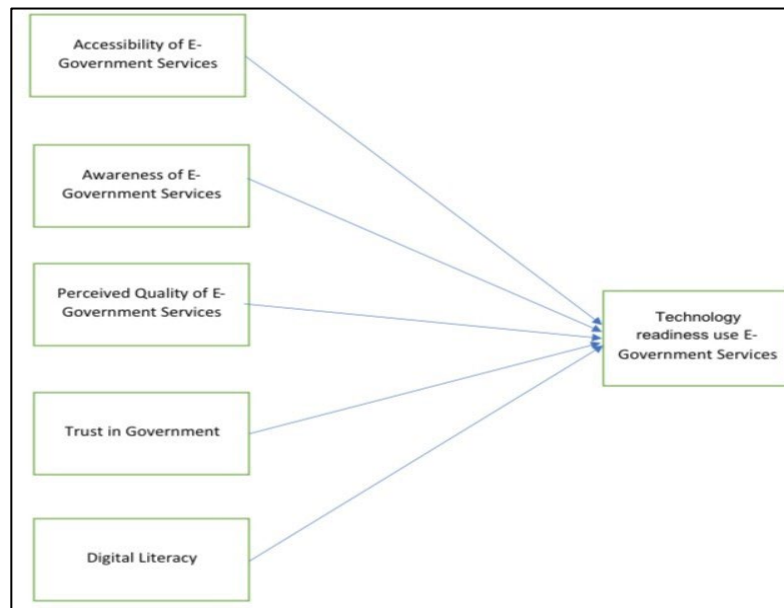 Accessibility of E-
Government Services
Awareness of E-
Government Services
Perceived Quality of E-
Government Services
Technology
readiness use E-
Government Services
Trust in Government
Digital Literacy